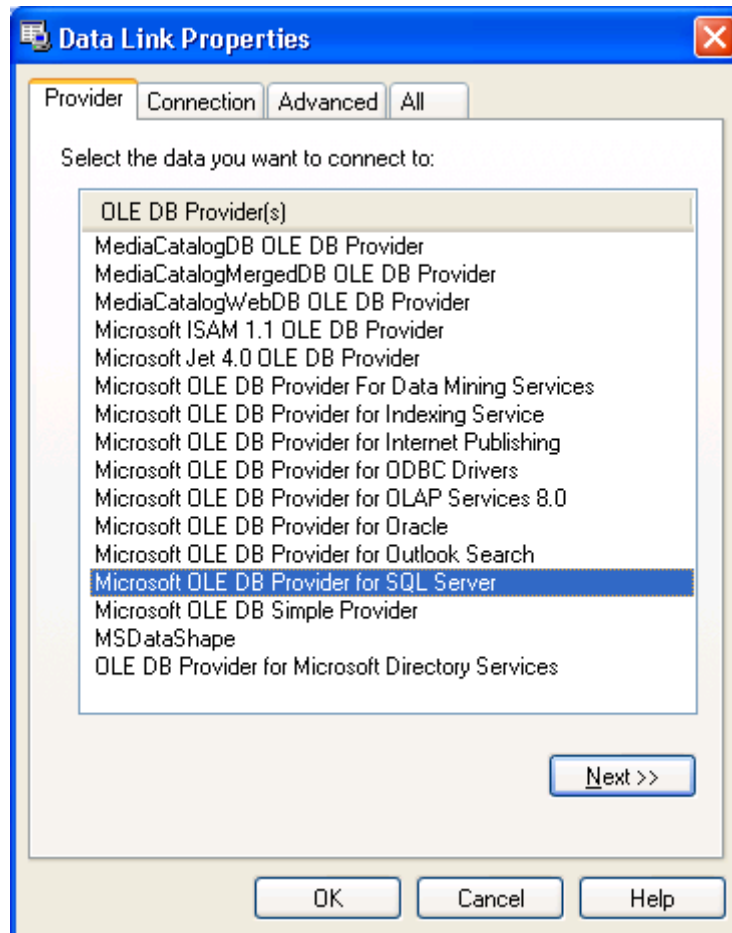 Data Link Properties
Provider Connection Advanced All
Select the data you want to connect to:
OLE DB Provider(s)
MediaCatalogDB OLE DB Provider
MediaCatalogMergedDB OLE DB Provider
MediaCatalogWebDB OLE DB Provider
Microsoft ISAM 1.1 OLE DB Provider
Microsoft Jet 4.0 OLE DB Provider
Microsoft OLE DB Provider For Data Mining Services
Microsoft OLE DB Provider for Indexing Service
Microsoft OLE DB Provider for Internet Publishing
Microsoft OLE DB Provider for ODBC Drivers
Microsoft OLE DB Provider for OLAP Services 8.0
Microsoft OLE DB Provider for Oracle
Microsoft OLE DB Provider for Outlook Search
Microsoft OLE DB Provider for SQL Server
Microsoft OLE DB Simple Provider
MSDataShape
OLE DB Provider for Microsoft Directory Services
Next >>
OK Cancel Help